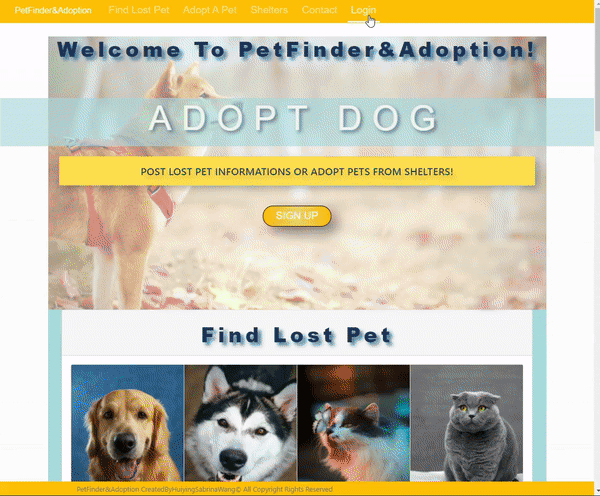 PetFinder&Adoption Find Lost Pet Adopt A Pet Shelters Contact Login
Welcome To PetFinder&Adoption!
ADOPT DOG
POST LOST PET INFORMATIONS OR ADOPT PETS FROM SHELTERS!
SIGN UP
Find Lost Pet
PetFinder&Adoption CreatedByHuiyingSabrinaWang© All Copyright Rights Reserved